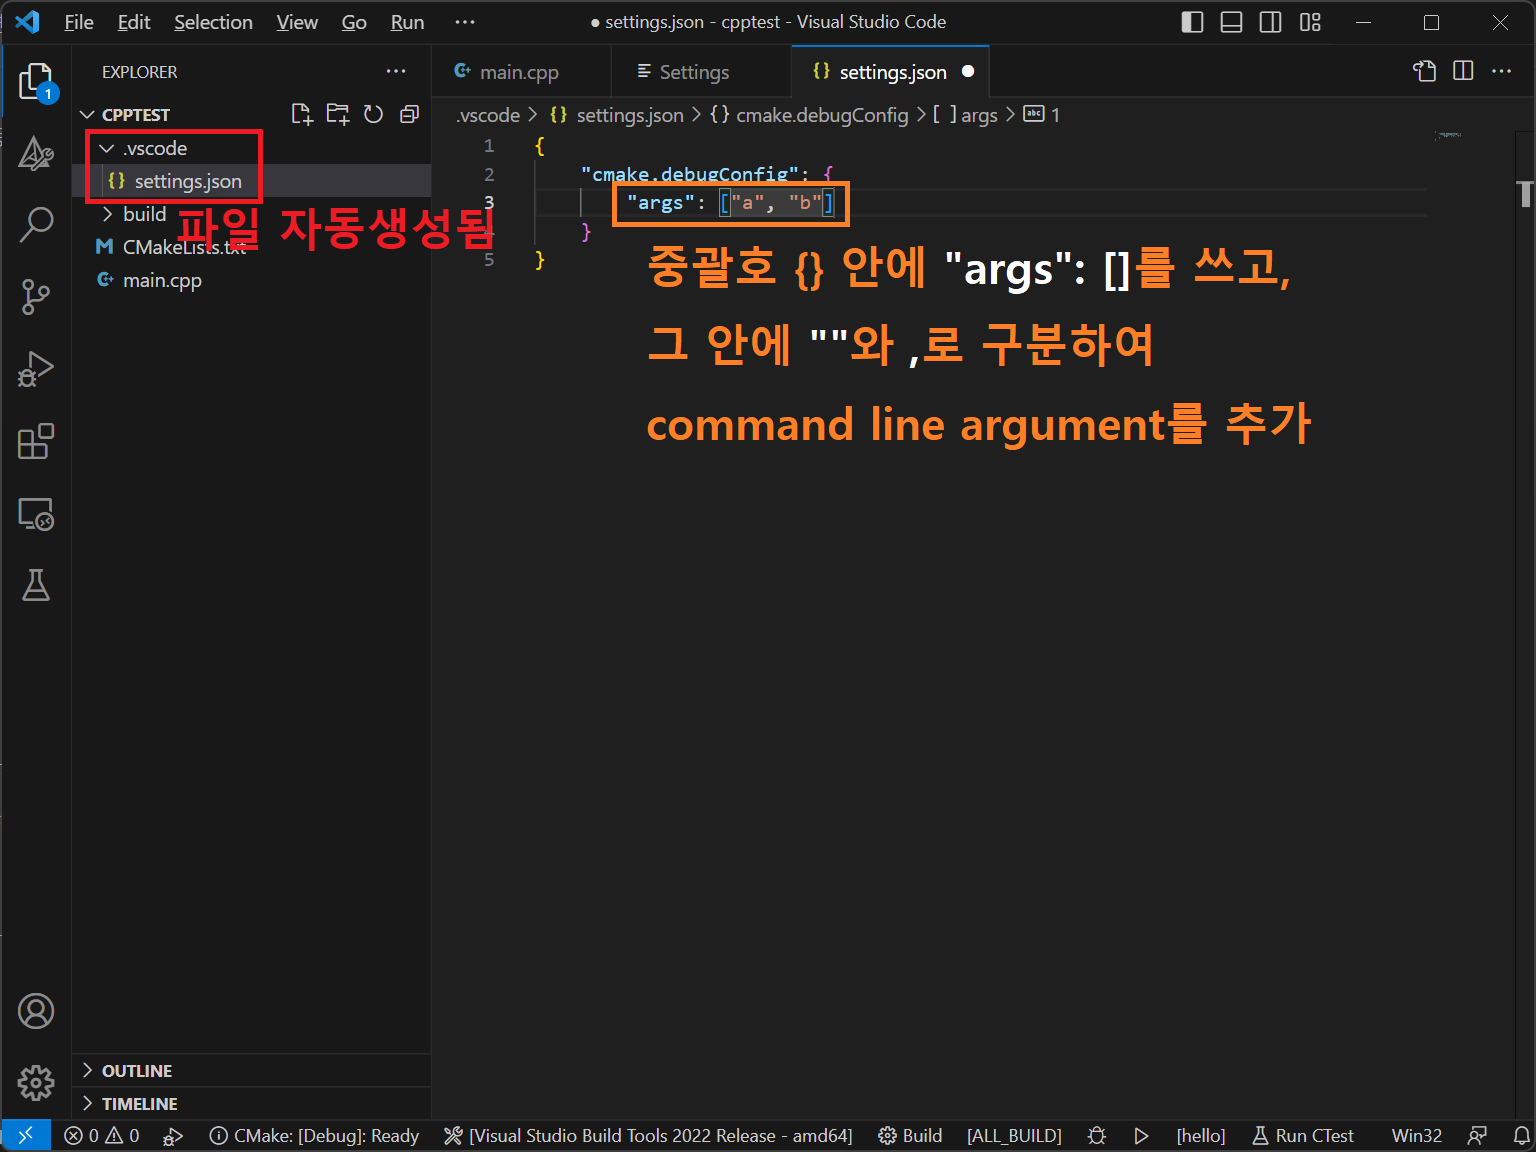 File Edit Selection View Go Run ···
● settings.json - cpptest - Visual Studio Code
EXPLORER ···
1
CPPTEST
.vscode
{} settings.json
build
CMakeLists.txt
main.cpp
파일 자동생성됨
main.cpp
Settings
{} settings.json ●
.vscode > {} settings.json > {} cmake.debugConfig > [ ] args > abc 1
1 {
2 "cmake.debugConfig": {
3 "args": ["a", "b"]
4 }
5 }
중괄호 {} 안에 "args": []를 쓰고,
그 안에 ""와 ,로 구분하여
command line argument를 추가
OUTLINE
TIMELINE
0 0 CMake: [Debug]: Ready [Visual Studio Build Tools 2022 Release - amd64] Build [ALL_BUILD] [hello] Run CTest Win32